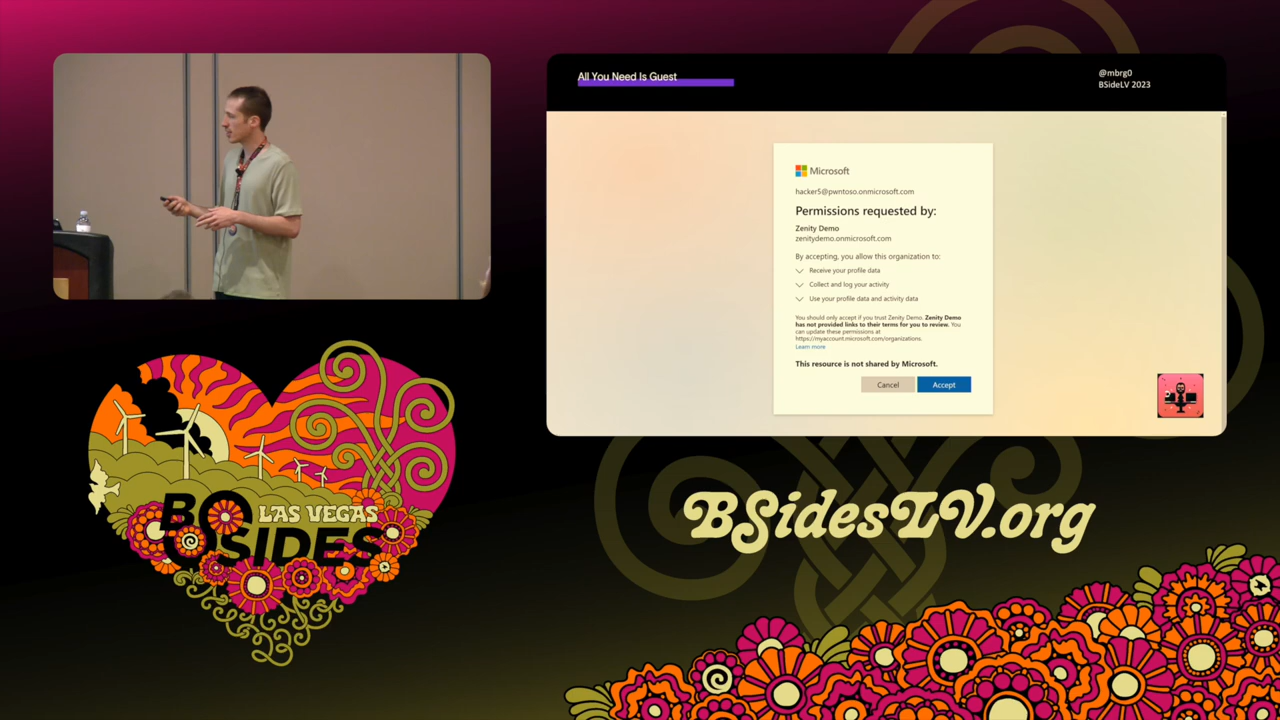 All You Need Is Guest
@mbrg0
BSideLV 2023
Microsoft
hacker5@pwntoso.onmicrosoft.com
Permissions requested by:
Zenity Demo
zenitydemo.onmicrosoft.com
By accepting, you allow this organization to:
Receive your profile data
Collect and log your activity
Use your profile data and activity data
You should only accept if you trust Zenity Demo. Zenity Demo
has not provided links to their terms for you to review. You
can update these permissions at
https://myaccount.microsoft.com/organizations.
Learn more
This resource is not shared by Microsoft.
Cancel
Accept
BSIDES
LAS VEGAS
23
BSidesLV.org